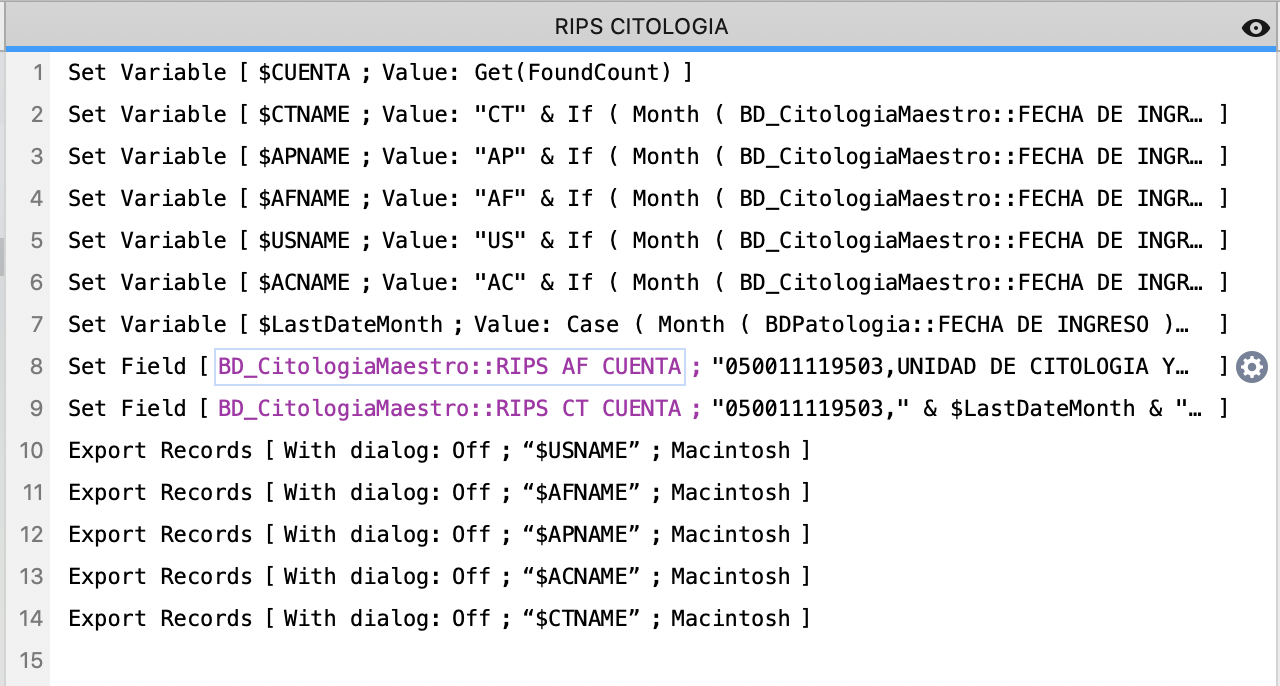 RIPS CITOLOGIA
1 Set Variable [ $CUENTA ; Value: Get(FoundCount) ]
2 Set Variable [ $CTNAME ; Value: "CT" & If ( Month ( BD_CitologiaMaestro::FECHA DE INGR… ]
3 Set Variable [ $APNAME ; Value: "AP" & If ( Month ( BD_CitologiaMaestro::FECHA DE INGR… ]
4 Set Variable [ $AFNAME ; Value: "AF" & If ( Month ( BD_CitologiaMaestro::FECHA DE INGR… ]
5 Set Variable [ $USNAME ; Value: "US" & If ( Month ( BD_CitologiaMaestro::FECHA DE INGR… ]
6 Set Variable [ $ACNAME ; Value: "AC" & If ( Month ( BD_CitologiaMaestro::FECHA DE INGR… ]
7 Set Variable [ $LastDateMonth ; Value: Case ( Month ( BDPatologia::FECHA DE INGRESO )… ]
8 Set Field [ BD_CitologiaMaestro::RIPS AF CUENTA ; "050011119503,UNIDAD DE CITOLOGIA Y… ]
9 Set Field [ BD_CitologiaMaestro::RIPS CT CUENTA ; "050011119503," & $LastDateMonth & "… ]
10 Export Records [ With dialog: Off ; “$USNAME” ; Macintosh ]
11 Export Records [ With dialog: Off ; “$AFNAME” ; Macintosh ]
12 Export Records [ With dialog: Off ; “$APNAME” ; Macintosh ]
13 Export Records [ With dialog: Off ; “$ACNAME” ; Macintosh ]
14 Export Records [ With dialog: Off ; “$CTNAME” ; Macintosh ]
15